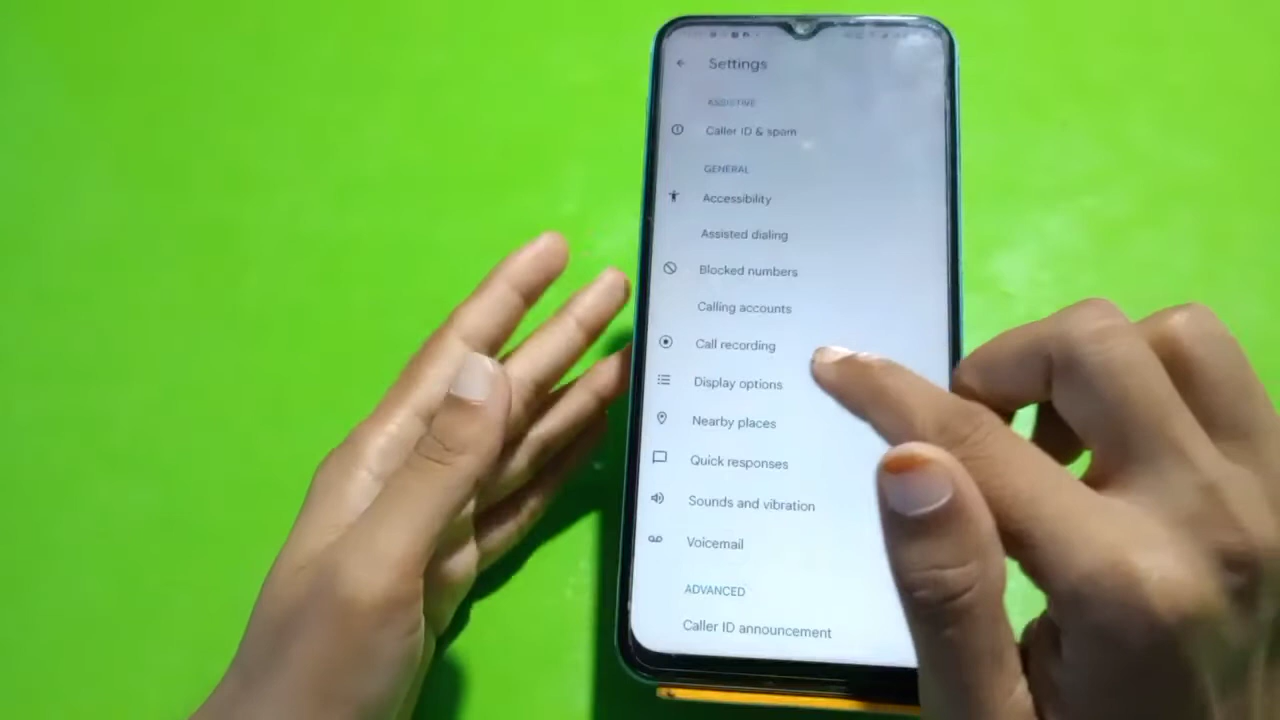 Settings
ASSISTIVE
Caller ID & spam
GENERAL
Accessibility
Assisted dialing
Blocked numbers
Calling accounts
Call recording
Display options
Nearby places
Quick responses
Sounds and vibration
Voicemail
ADVANCED
Caller ID announcement